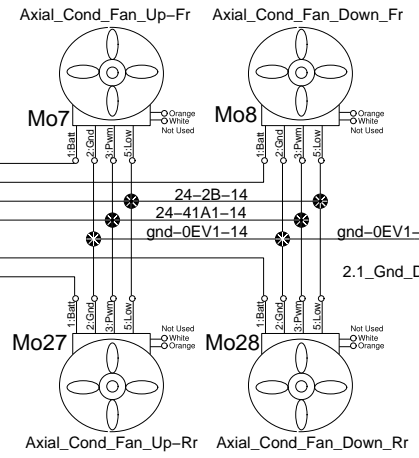 Axial_Cond_Fan_Up-Fr Axial_Cond_Fan_Down_Fr
Mo7 Orange
White
Not Used
Mo8 Orange
White
Not Used
1:Batt 2:Gnd 3:Pwm 5:Low
1:Batt 2:Gnd 3:Pwm 5:Low
24-2B-14
24-41A1-14
gnd-0EV1-14 gnd-0EV1-
2.1_Gnd_D
1:Batt 2:Gnd 3:Pwm 5:Low
1:Batt 2:Gnd 3:Pwm 5:Low
Mo27 Not Used
White
Orange
Mo28 Not Used
White
Orange
Axial_Cond_Fan_Up-Rr Axial_Cond_Fan_Down_Rr